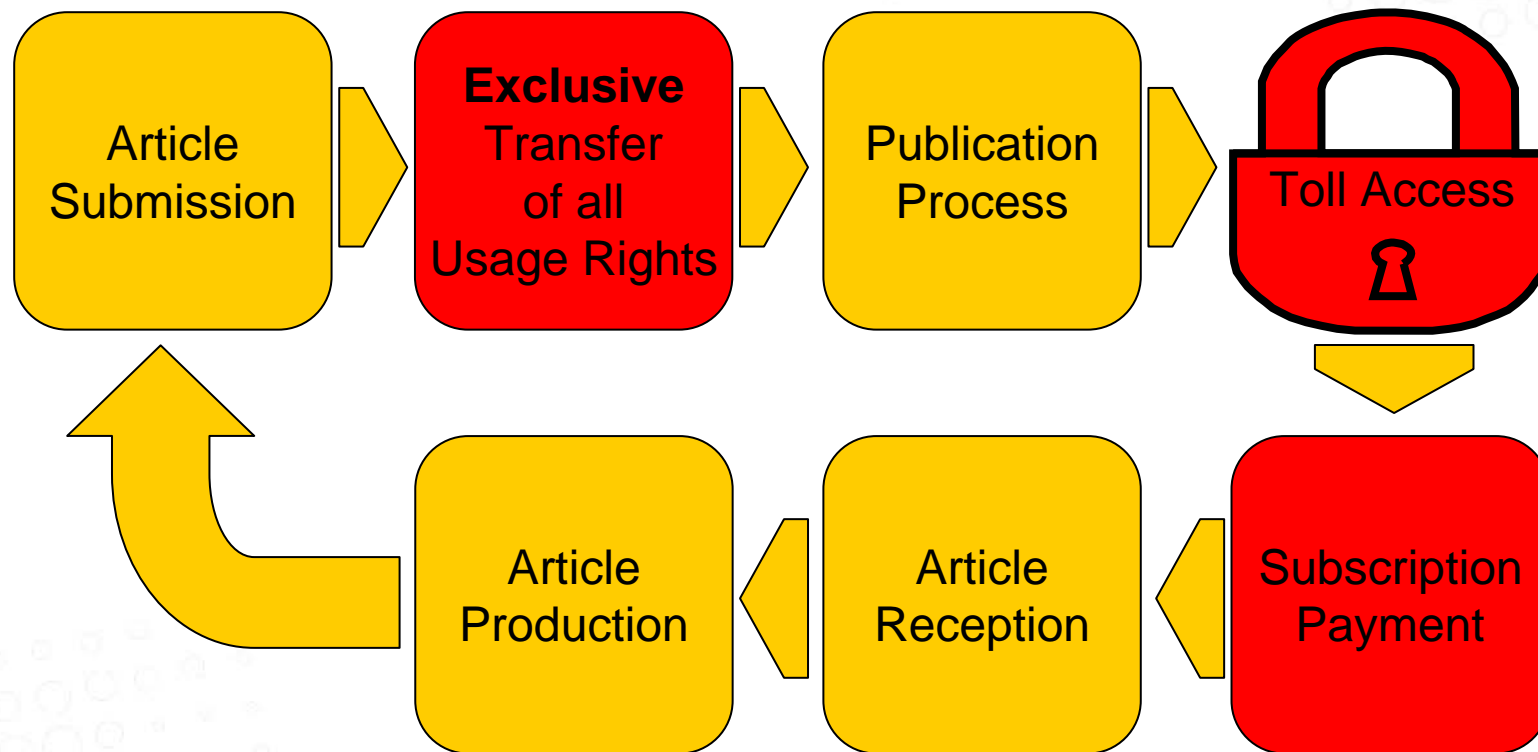 Article
Submission
Exclusive
Transfer
of all
Usage Rights
Publication
Process
Toll Access
Subscription
Payment
Article
Reception
Article
Production